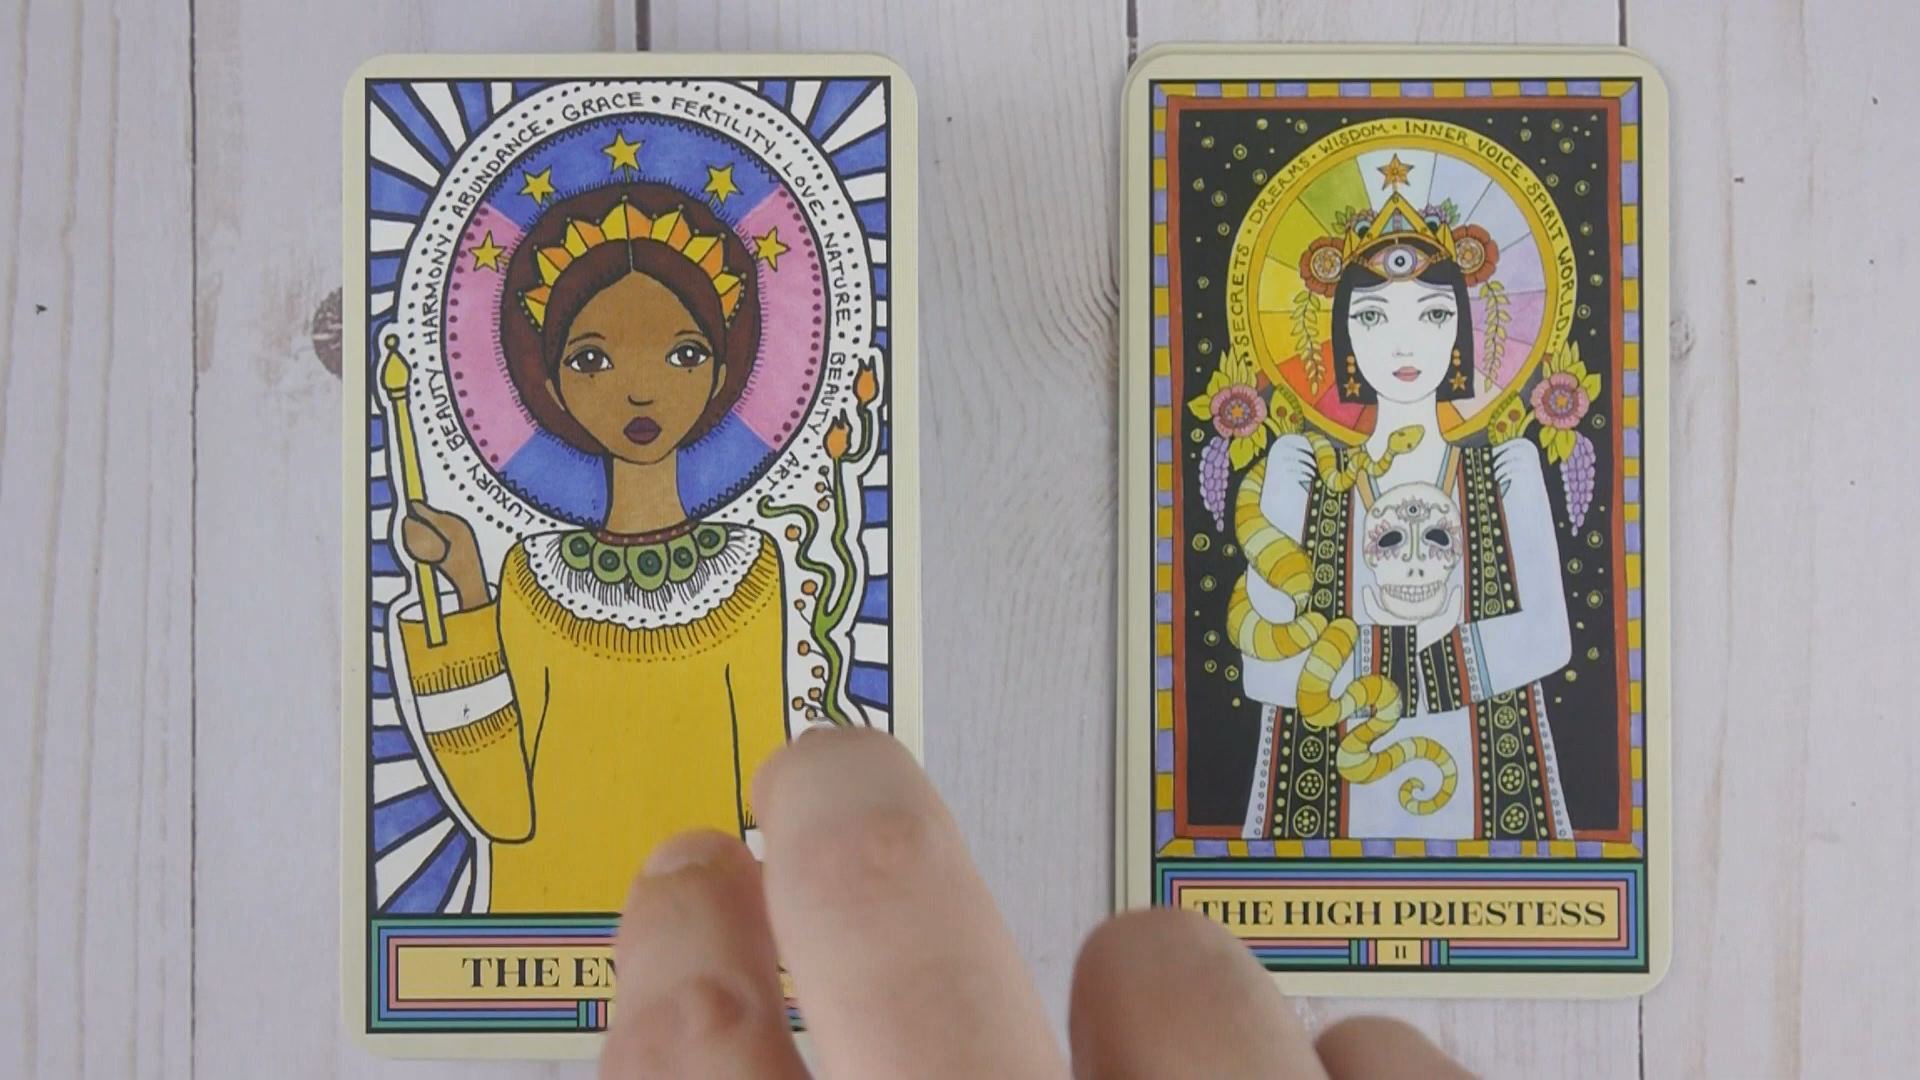 LUXURY • BEAUTY HARMONY • ABUNDANCE • GRACE • FERTILITY • LOVE • NATURE • BEAUTY • ART
THE
SECRETS • DREAMS • WISDOM • INNER VOICE • SPIRIT WORLD...
THE HIGH PRIESTESS
II